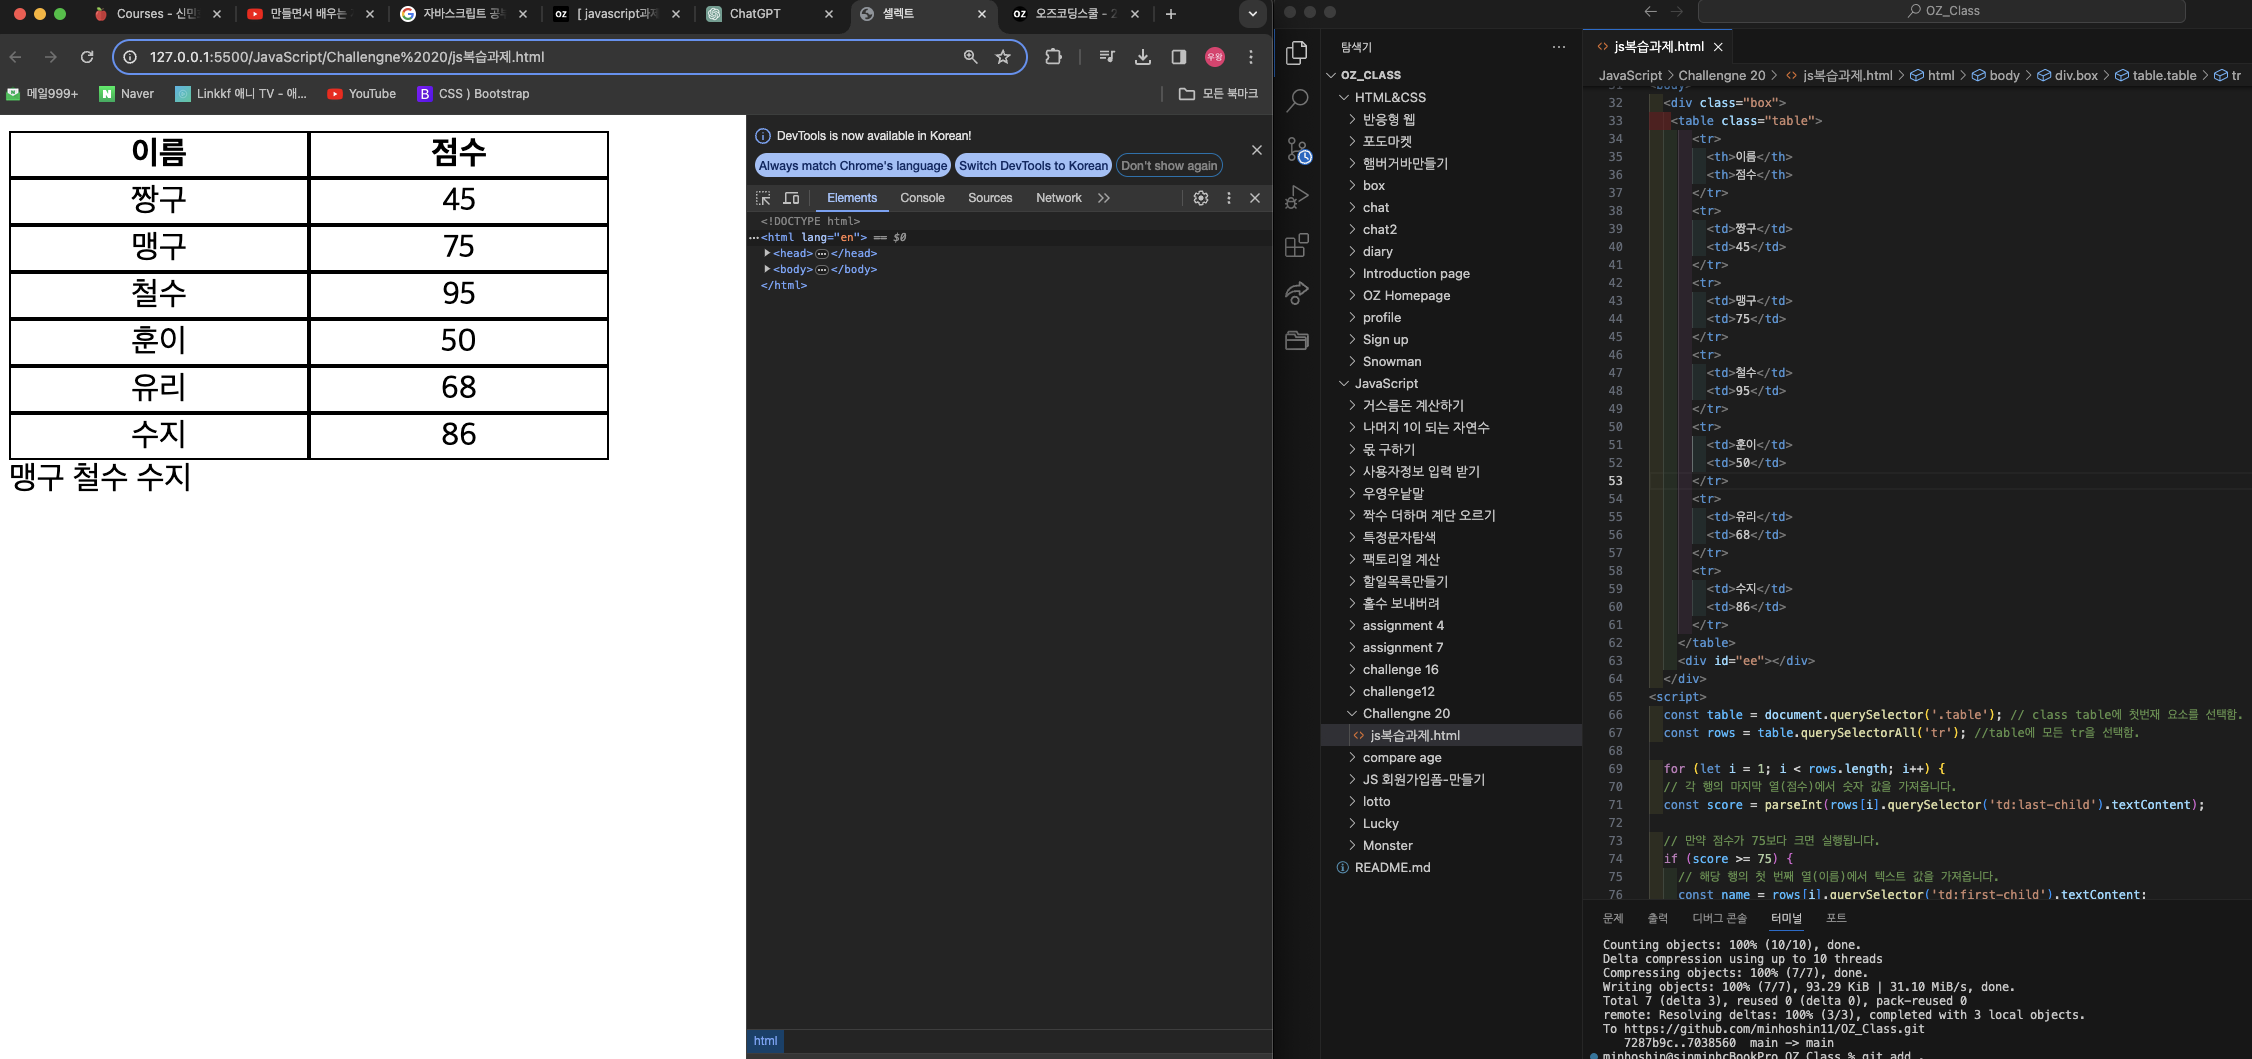 Courses - 신민
만들면서 배우는
자바스크립트 공부
oz [ javascript과제
ChatGPT
셀렉트
oz 오즈코딩스쿨 - 2
127.0.0.1:5500/JavaScript/Challengne%2020/js복습과제.html
우왕
메일999+
N Naver
Linkkf 애니 TV - 애...
YouTube
B CSS ) Bootstrap
모든 북마크
이름 점수
짱구 45
맹구 75
철수 95
훈이 50
유리 68
수지 86
맹구 철수 수지
DevTools is now available in Korean!
Always match Chrome's language
Switch DevTools to Korean
Don't show again
Elements Console Sources Network
<!DOCTYPE html>
<html lang="en"> == $0
<head> </head>
<body> </body>
</html>
html
OZ_Class
탐색기
OZ_CLASS
HTML&CSS
반응형 웹
포도마켓
햄버거바만들기
box
chat
chat2
diary
Introduction page
OZ Homepage
profile
Sign up
Snowman
JavaScript
거스름돈 계산하기
나머지 1이 되는 자연수
몫 구하기
사용자정보 입력 받기
우영우낱말
짝수 더하며 계단 오르기
특정문자탐색
팩토리얼 계산
할일목록만들기
홀수 보내버려
assignment 4
assignment 7
challenge 16
challenge12
Challengne 20
js복습과제.html
compare age
JS 회원가입폼-만들기
lotto
Lucky
Monster
README.md
js복습과제.html
JavaScript > Challengne 20 > js복습과제.html > html > body > div.box > table.table > tr
31 <body>
32 <div class="box">
33 <table class="table">
34 <tr>
35 <th>이름</th>
36 <th>점수</th>
37 </tr>
38 <tr>
39 <td>짱구</td>
40 <td>45</td>
41 </tr>
42 <tr>
43 <td>맹구</td>
44 <td>75</td>
45 </tr>
46 <tr>
47 <td>철수</td>
48 <td>95</td>
49 </tr>
50 <tr>
51 <td>훈이</td>
52 <td>50</td>
53 </tr>
54 <tr>
55 <td>유리</td>
56 <td>68</td>
57 </tr>
58 <tr>
59 <td>수지</td>
60 <td>86</td>
61 </tr>
62 </table>
63 <div id="ee"></div>
64 </div>
65 <script>
66 const table = document.querySelector('.table'); // class table에 첫번재 요소를 선택함.
67 const rows = table.querySelectorAll('tr'); //table에 모든 tr을 선택함.
68
69 for (let i = 1; i < rows.length; i++) {
70 // 각 행의 마지막 열(점수)에서 숫자 값을 가져옵니다.
71 const score = parseInt(rows[i].querySelector('td:last-child').textContent);
72
73 // 만약 점수가 75보다 크면 실행됩니다.
74 if (score >= 75) {
75 // 해당 행의 첫 번째 열(이름)에서 텍스트 값을 가져옵니다.
76 const name = rows[i].querySelector('td:first-child').textContent;
문제 출력 디버그 콘솔 터미널 포트
Counting objects: 100% (10/10), done.
Delta compression using up to 10 threads
Compressing objects: 100% (7/7), done.
Writing objects: 100% (7/7), 93.29 KiB | 31.10 MiB/s, done.
Total 7 (delta 3), reused 0 (delta 0), pack-reused 0
remote: Resolving deltas: 100% (3/3), completed with 3 local objects.
To https://github.com/minhoshin11/OZ_Class.git
7287b9c..7038560 main -> main
minhoshin@sinminhcBookPro OZ_Class % git add .